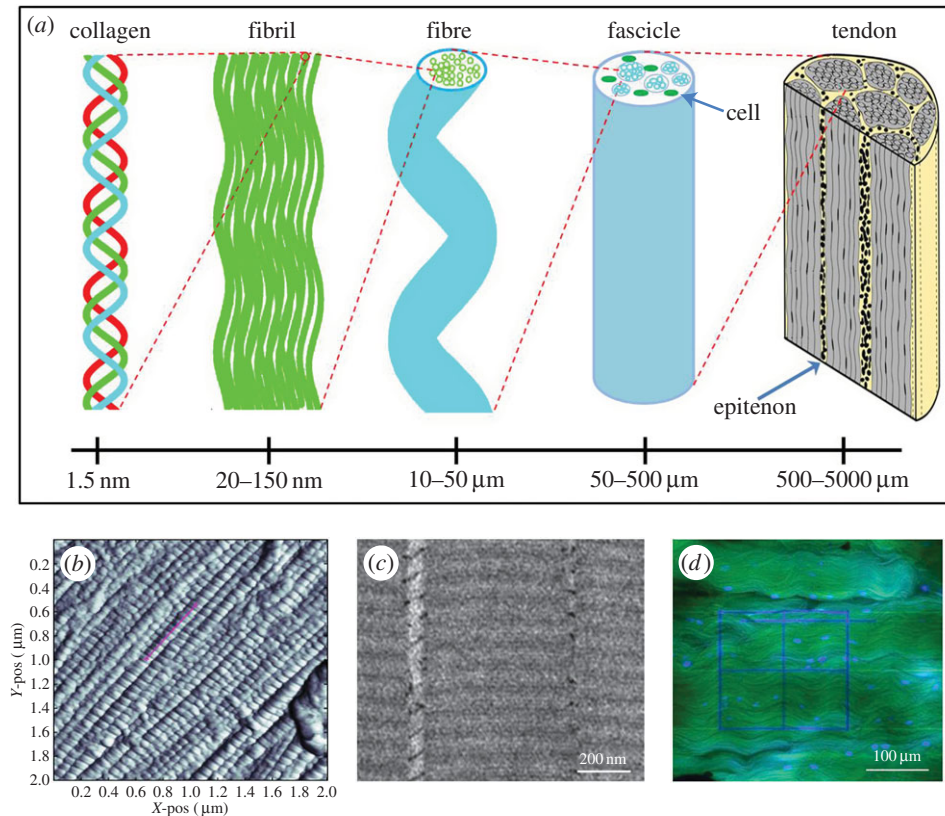 (a)
collagen fibril fibre fascicle tendon
cell
epitenon
1.5 nm 20–150 nm 10–50 µm 50–500 µm 500–5000 µm
(b)
0.2
0.4
0.6
0.8
1.0
1.2
1.4
1.6
1.8
2.0
Y-pos (µm)
0.2 0.4 0.6 0.8 1.0 1.2 1.4 1.6 1.8 2.0
X-pos (µm)
(c)
200 nm
(d)
100 µm